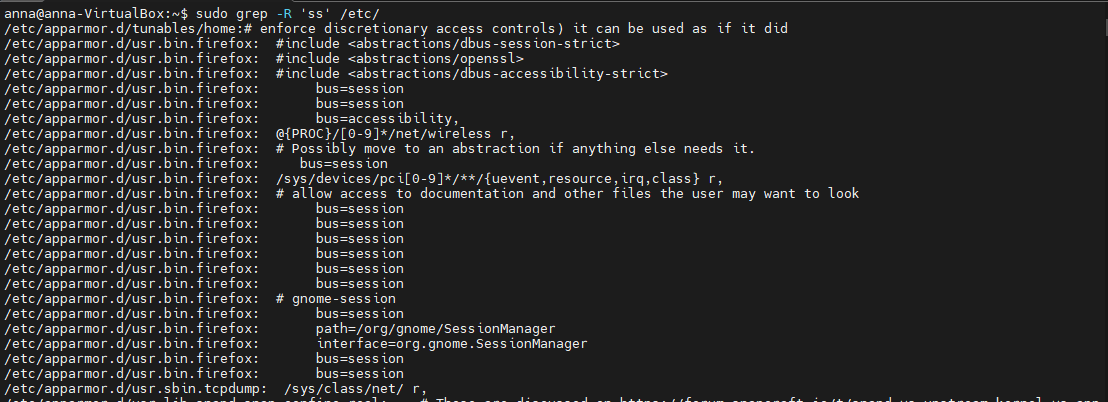 anna@anna-VirtualBox:~$ sudo grep -R 'ss' /etc/
/etc/apparmor.d/tunables/home:# enforce discretionary access controls) it can be used as if it did
/etc/apparmor.d/usr.bin.firefox:  #include <abstractions/dbus-session-strict>
/etc/apparmor.d/usr.bin.firefox:  #include <abstractions/openssl>
/etc/apparmor.d/usr.bin.firefox:  #include <abstractions/dbus-accessibility-strict>
/etc/apparmor.d/usr.bin.firefox:       bus=session
/etc/apparmor.d/usr.bin.firefox:       bus=session
/etc/apparmor.d/usr.bin.firefox:       bus=accessibility,
/etc/apparmor.d/usr.bin.firefox:  @{PROC}/[0-9]*/net/wireless r,
/etc/apparmor.d/usr.bin.firefox:  # Possibly move to an abstraction if anything else needs it.
/etc/apparmor.d/usr.bin.firefox:     bus=session
/etc/apparmor.d/usr.bin.firefox:  /sys/devices/pci[0-9]*/**/{uevent,resource,irq,class} r,
/etc/apparmor.d/usr.bin.firefox:  # allow access to documentation and other files the user may want to look
/etc/apparmor.d/usr.bin.firefox:       bus=session
/etc/apparmor.d/usr.bin.firefox:       bus=session
/etc/apparmor.d/usr.bin.firefox:       bus=session
/etc/apparmor.d/usr.bin.firefox:       bus=session
/etc/apparmor.d/usr.bin.firefox:       bus=session
/etc/apparmor.d/usr.bin.firefox:       bus=session
/etc/apparmor.d/usr.bin.firefox:  # gnome-session
/etc/apparmor.d/usr.bin.firefox:       bus=session
/etc/apparmor.d/usr.bin.firefox:       path=/org/gnome/SessionManager
/etc/apparmor.d/usr.bin.firefox:       interface=org.gnome.SessionManager
/etc/apparmor.d/usr.bin.firefox:       bus=session
/etc/apparmor.d/usr.bin.firefox:       bus=session
/etc/apparmor.d/usr.sbin.tcpdump:  /sys/class/net/ r,